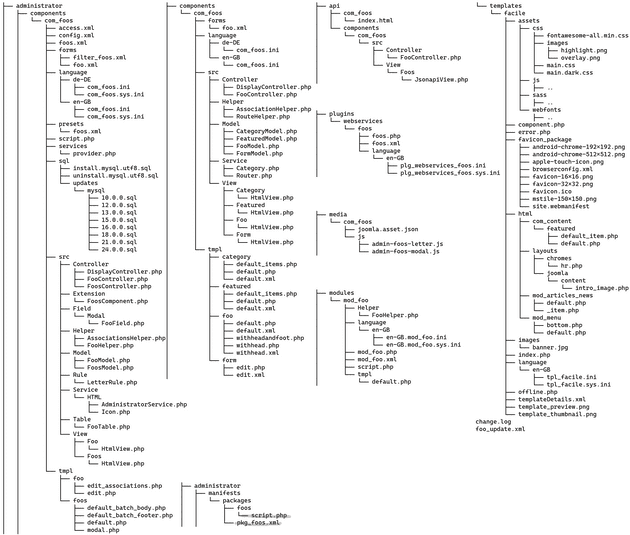 administrator
components
com_foos
access.xml
config.xml
foos.xml
forms
filter_foos.xml
foo.xml
language
de-DE
com_foos.ini
com_foos.sys.ini
en-GB
com_foos.ini
com_foos.sys.ini
presets
foos.xml
script.php
services
provider.php
sql
install.mysql.utf8.sql
uninstall.mysql.utf8.sql
updates
mysql
10.0.0.sql
12.0.0.sql
13.0.0.sql
15.0.0.sql
16.0.0.sql
18.0.0.sql
21.0.0.sql
24.0.0.sql
src
Controller
DisplayController.php
FooController.php
FoosController.php
Extension
FoosComponent.php
Field
Modal
FooField.php
Helper
AssociationsHelper.php
FooHelper.php
Model
FooModel.php
FoosModel.php
Rule
LetterRule.php
Service
HTML
AdministratorService.php
Icon.php
Table
FooTable.php
View
Foo
HtmlView.php
Foos
HtmlView.php
tmpl
foo
edit_associations.php
edit.php
foos
default_batch_body.php
default_batch_footer.php
default.php
modal.php
components
com_foos
forms
foo.xml
language
de-DE
com_foos.ini
en-GB
com_foos.ini
src
Controller
DisplayController.php
FooController.php
Helper
AssociationHelper.php
RouteHelper.php
Model
CategoryModel.php
FeaturedModel.php
FooModel.php
FormModel.php
Service
Category.php
Router.php
View
Category
HtmlView.php
Featured
HtmlView.php
Foo
HtmlView.php
Form
HtmlView.php
tmpl
category
default_items.php
default.php
default.xml
featured
default_items.php
default.php
default.xml
foo
default.php
default.xml
withheadandfoot.php
withhead.php
withhead.xml
form
edit.php
edit.xml
administrator
manifests
packages
foos
script.php
pkg_foos.xml
api
com_foos
index.html
components
com_foos
src
Controller
FooController.php
View
Foos
JsonapiView.php
plugins
webservices
foos
foos.php
foos.xml
language
en-GB
plg_webservices_foos.ini
plg_webservices_foos.sys.ini
media
com_foos
joomla.asset.json
js
admin-foos-letter.js
admin-foos-modal.js
modules
mod_foo
Helper
FooHelper.php
language
en-GB
en-GB.mod_foo.ini
en-GB.mod_foo.sys.ini
mod_foo.php
mod_foo.xml
script.php
tmpl
default.php
templates
facile
assets
css
fontawesome-all.min.css
images
highlight.png
overlay.png
main.css
main.dark.css
js
..
sass
..
webfonts
..
component.php
error.php
favicon_package
android-chrome-192×192.png
android-chrome-512×512.png
apple-touch-icon.png
browserconfig.xml
favicon-16×16.png
favicon-32×32.png
favicon.ico
mstile-150×150.png
site.webmanifest
html
com_content
featured
default_item.php
default.php
layouts
chromes
hr.php
joomla
content
intro_image.php
mod_articles_news
default.php
_item.php
mod_menu
bottom.php
default.php
images
banner.jpg
index.php
language
en-GB
tpl_facile.ini
tpl_facile.sys.ini
offline.php
templateDetails.xml
template_preview.png
template_thumbnail.png
change.log
foo_update.xml